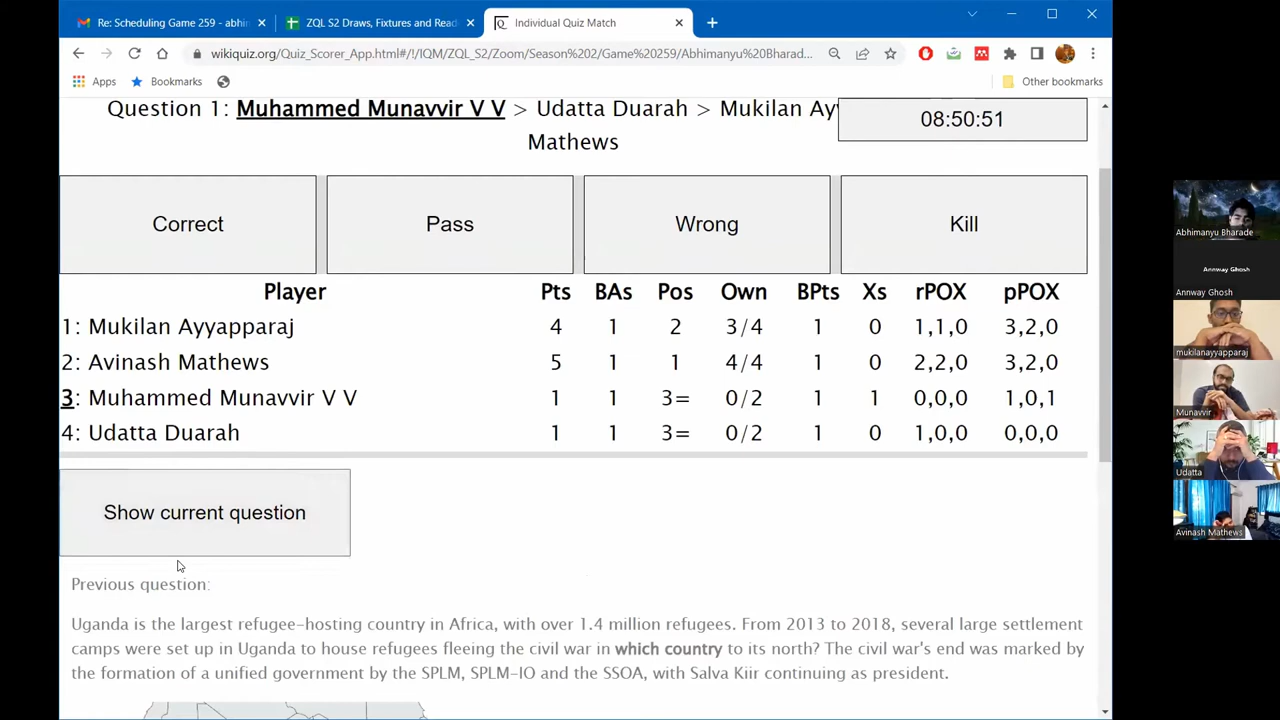 Re: Scheduling Game 259 - abhin
ZQL S2 Draws, Fixtures and Read
Individual Quiz Match
wikiquiz.org/Quiz_Scorer_App.html#/!/IQM/ZQL_S2/Zoom/Season%202/Game%20259/Abhimanyu%20Bharad...
Apps
Bookmarks
Other bookmarks
Question 1: Muhammed Munavvir V V > Udatta Duarah > Mukilan Ay
Mathews
08:50:51
Correct
Pass
Wrong
Kill
Player Pts BAs Pos Own BPts Xs rPOX pPOX
1: Mukilan Ayyapparaj 4 1 2 3/4 1 0 1,1,0 3,2,0
2: Avinash Mathews 5 1 1 4/4 1 0 2,2,0 3,2,0
3: Muhammed Munavvir V V 1 1 3= 0/2 1 1 0,0,0 1,0,1
4: Udatta Duarah 1 1 3= 0/2 1 0 1,0,0 0,0,0
Show current question
Previous question:
Uganda is the largest refugee-hosting country in Africa, with over 1.4 million refugees. From 2013 to 2018, several large settlement
camps were set up in Uganda to house refugees fleeing the civil war in which country to its north? The civil war's end was marked by
the formation of a unified government by the SPLM, SPLM-IO and the SSOA, with Salva Kiir continuing as president.
Abhimanyu Bharade
Annway Ghosh
Annway Ghosh
mukilanayyapparaj
Munavvir
Udatta
Avinash Mathews